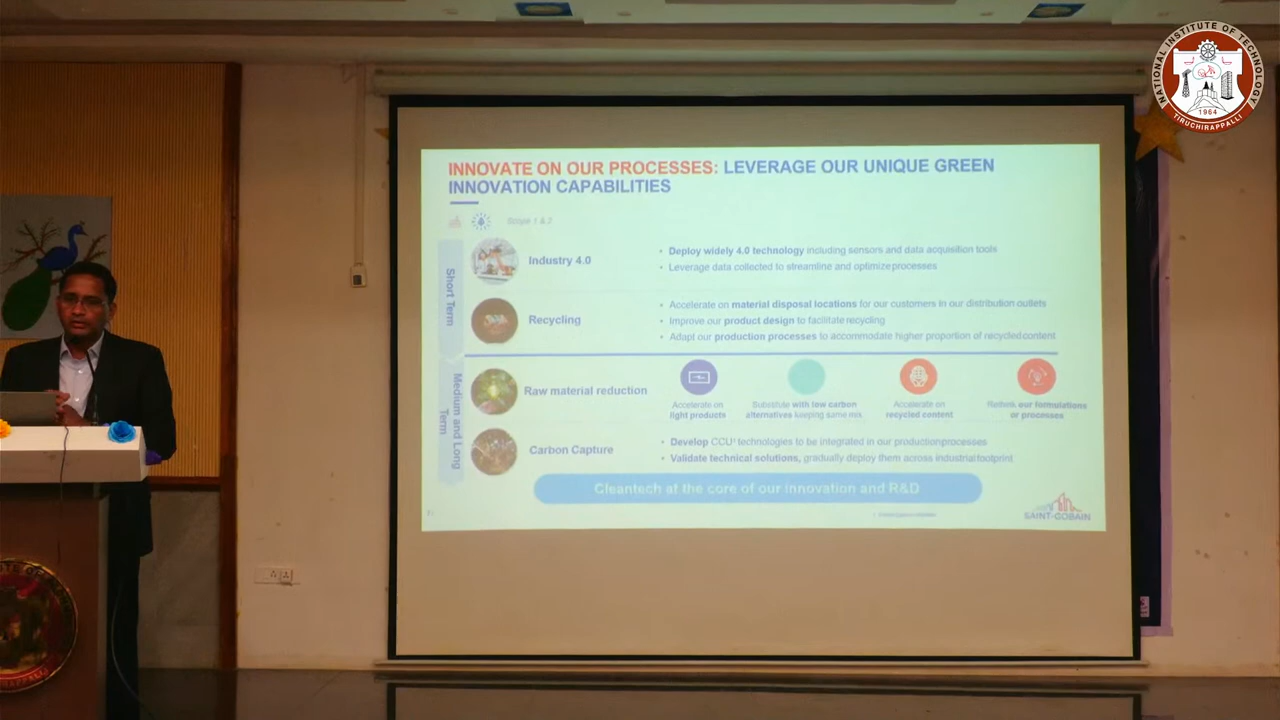 NATIONAL INSTITUTE OF TECHNOLOGY
TIRUCHIRAPPALLI
1964
INNOVATE ON OUR PROCESSES: LEVERAGE OUR UNIQUE GREEN
INNOVATION CAPABILITIES
Scope 1 & 2
Short Term
Industry 4.0
• Deploy widely 4.0 technology including sensors and data acquisition tools
• Leverage data collected to streamline and optimize processes
Recycling
• Accelerate on material disposal locations for our customers in our distribution outlets
• Improve our product design to facilitate recycling
• Adapt our production processes to accommodate higher proportion of recycled content
Medium and Long
Term
Raw material reduction
Accelerate on
light products
Substitute with low carbon
alternatives keeping same mix
Accelerate on
recycled content
Rethink our formulations
or processes
Carbon Capture
• Develop CCU¹ technologies to be integrated in our production processes
• Validate technical solutions, gradually deploy them across industrial footprint
Cleantech at the core of our innovation and R&D
SAINT-GOBAIN